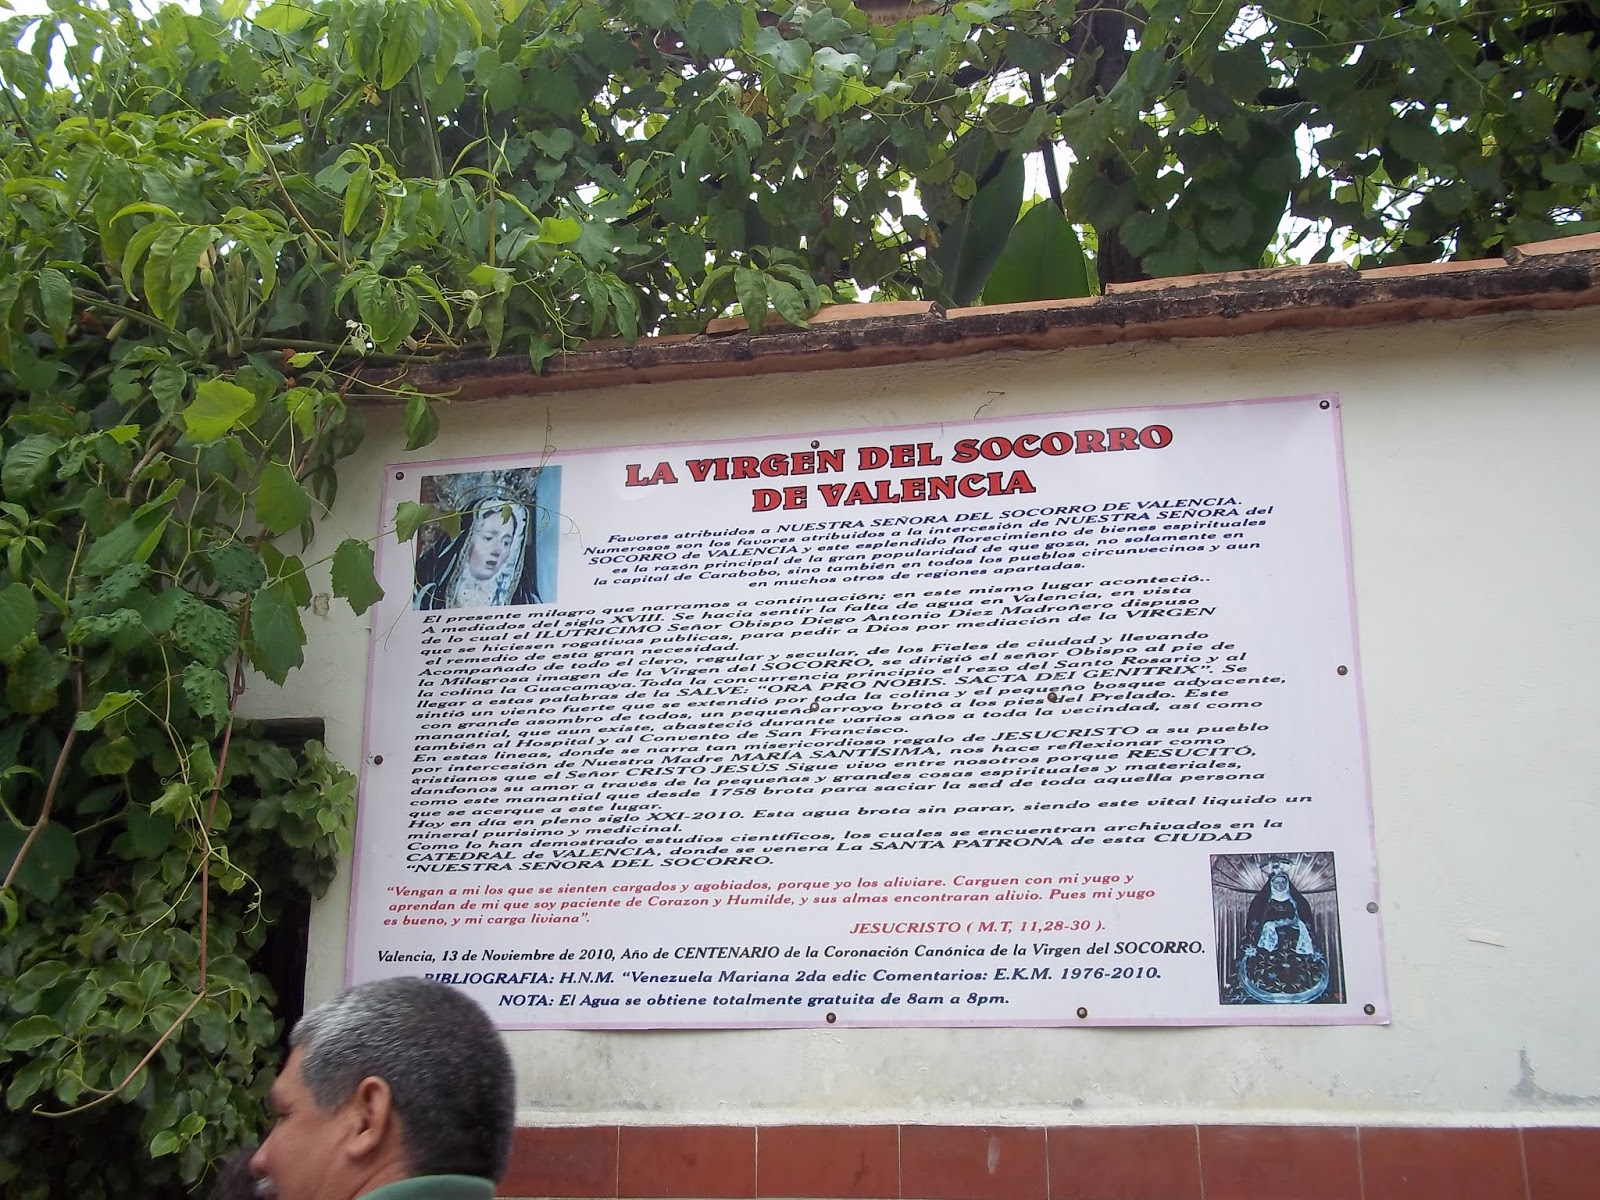 LA VIRGEN DEL SOCORRO
DE VALENCIA
Favores atribuidos a NUESTRA SEÑORA DEL SOCORRO DE VALENCIA.
Numerosos son los favores atribuidos a la intercesión de NUESTRA SEÑORA del
SOCORRO de VALENCIA y este esplendido florecimiento de bienes espirituales
es la razón principal de la gran popularidad de que goza, no solamente en
la capital de Carabobo, sino también en todos los pueblos circunvecinos y aun
en muchos otros de regiones apartadas.
El presente milagro que narramos a continuación; en este mismo lugar aconteció..
A mediados del siglo XVIII. Se hacia sentir la falta de agua en Valencia, en vista
de lo cual el ILUTRICIMO Señor Obispo Diego Antonio Diez Madroñero dispuso
que se hiciesen rogativas publicas, para pedir a Dios por mediación de la VIRGEN
el remedio de esta gran necesidad.
Acompañado de todo el clero, regular y secular, de los Fieles de ciudad y llevando
la Milagrosa imagen de la Virgen del SOCORRO, se dirigió el señor Obispo al pie de
la colina la Guacamaya. Toda la concurrencia principio el rezo del Santo Rosario y al
llegar a estas palabras de la SALVE: “ORA PRO NOBIS. SACTA DEI GENITRIX”. Se
sintió un viento fuerte que se extendió por toda la colina y el pequeño bosque adyacente,
con grande asombro de todos, un pequeño arroyo brotó a los pies del Prelado. Este
manantial, que aun existe, abasteció durante varios años a toda la vecindad, así como
también al Hospital y al Convento de San Francisco.
En estas lineas, donde se narra tan misericordioso regalo de JESUCRISTO a su pueblo
por intercesión de Nuestra Madre MARÍA SANTÍSIMA, nos hace reflexionar como
cristianos que el Señor CRISTO JESÚS Sigue vivo entre nosotros porque RESUCITÓ,
dandonos su amor a través de la pequeñas y grandes cosas espirituales y materiales,
como este manantial que desde 1758 brota para saciar la sed de toda aquella persona
que se acerque a este lugar.
Hoy en día en pleno siglo XXI-2010. Esta agua brota sin parar, siendo este vital liquido un
mineral purisimo y medicinal.
Como lo han demostrado estudios científicos, los cuales se encuentran archivados en la
CATEDRAL de VALENCIA, donde se venera La SANTA PATRONA de esta CIUDAD
“NUESTRA SEÑORA DEL SOCORRO.
“Vengan a mi los que se sienten cargados y agobiados, porque yo los aliviare. Carguen con mi yugo y
aprendan de mi que soy paciente de Corazon y Humilde, y sus almas encontraran alivio. Pues mi yugo
es bueno, y mi carga liviana”.
JESUCRISTO ( M.T, 11,28-30 ).
Valencia, 13 de Noviembre de 2010, Año de CENTENARIO de la Coronación Canónica de la Virgen del SOCORRO.
BIBLIOGRAFIA: H.N.M. “Venezuela Mariana 2da edic Comentarios: E.K.M. 1976-2010.
NOTA: El Agua se obtiene totalmente gratuita de 8am a 8pm.